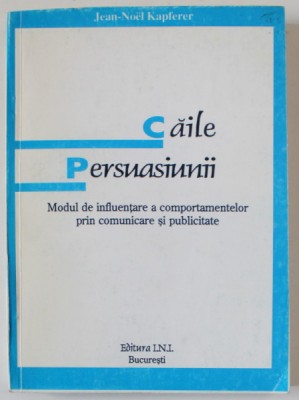 Jean-Noël Kapferer
Căile
Persuasiunii
Modul de influențare a comportamentelor
prin comunicare și publicitate
Editura I.N.I.
București